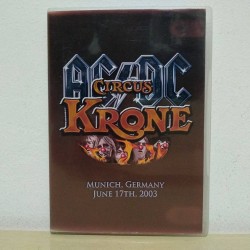 AC/DC
CIRCUS
KRONE
MUNICH, GERMANY
JUNE 17TH, 2003